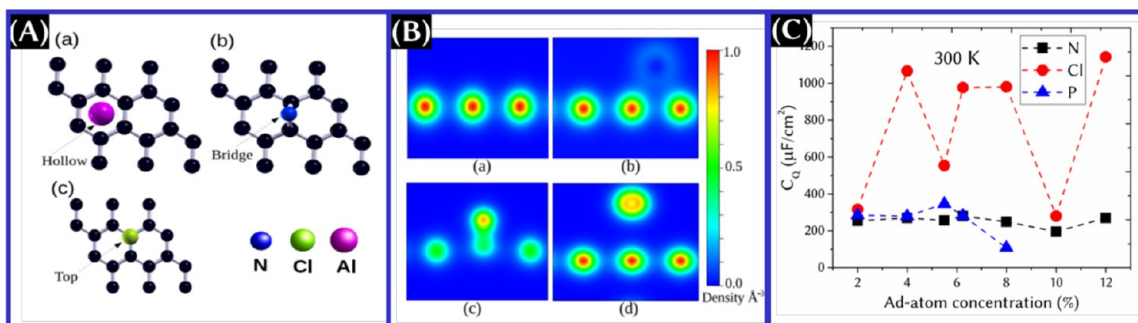 (A)
(a)
(b)
Hollow
Bridge
(c)
Top
N Cl Al
(B)
1.0
0.5
0.0
(a)
(b)
(c)
(d)
Density Å⁻³
(C)
1200
1000
800
600
400
200
0
C_Q (µF/cm²)
300 K
N
Cl
P
2 4 6 8 10 12
Ad-atom concentration (%)